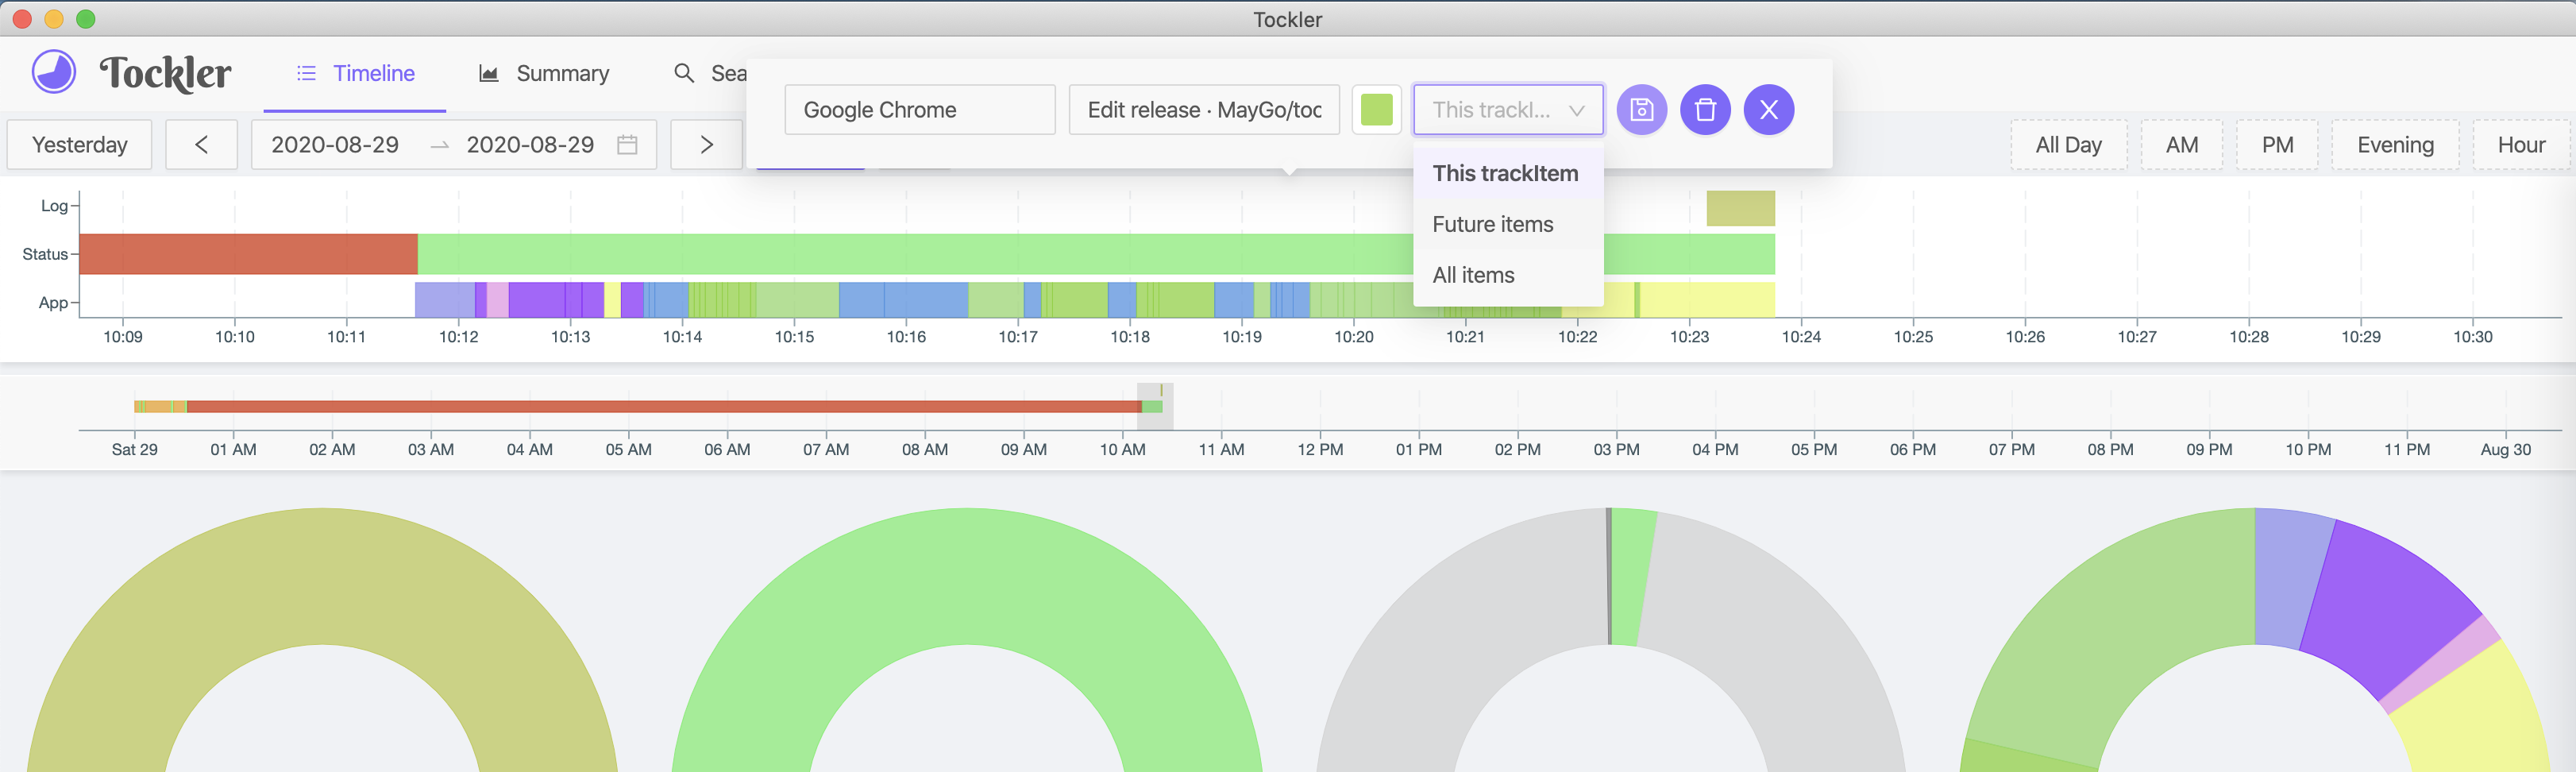 Tockler
Tockler
Timeline
Summary
Sea
Google Chrome
Edit release · MayGo/toc
This trackI...
Yesterday
2020-08-29
2020-08-29
All Day
AM
PM
Evening
Hour
This trackItem
Future items
All items
Log
Status
App
10:09 10:10 10:11 10:12 10:13 10:14 10:15 10:16 10:17 10:18 10:19 10:20 10:21 10:22 10:23 10:24 10:25 10:26 10:27 10:28 10:29 10:30
Sat 29 01 AM 02 AM 03 AM 04 AM 05 AM 06 AM 07 AM 08 AM 09 AM 10 AM 11 AM 12 PM 01 PM 02 PM 03 PM 04 PM 05 PM 06 PM 07 PM 08 PM 09 PM 10 PM 11 PM Aug 30